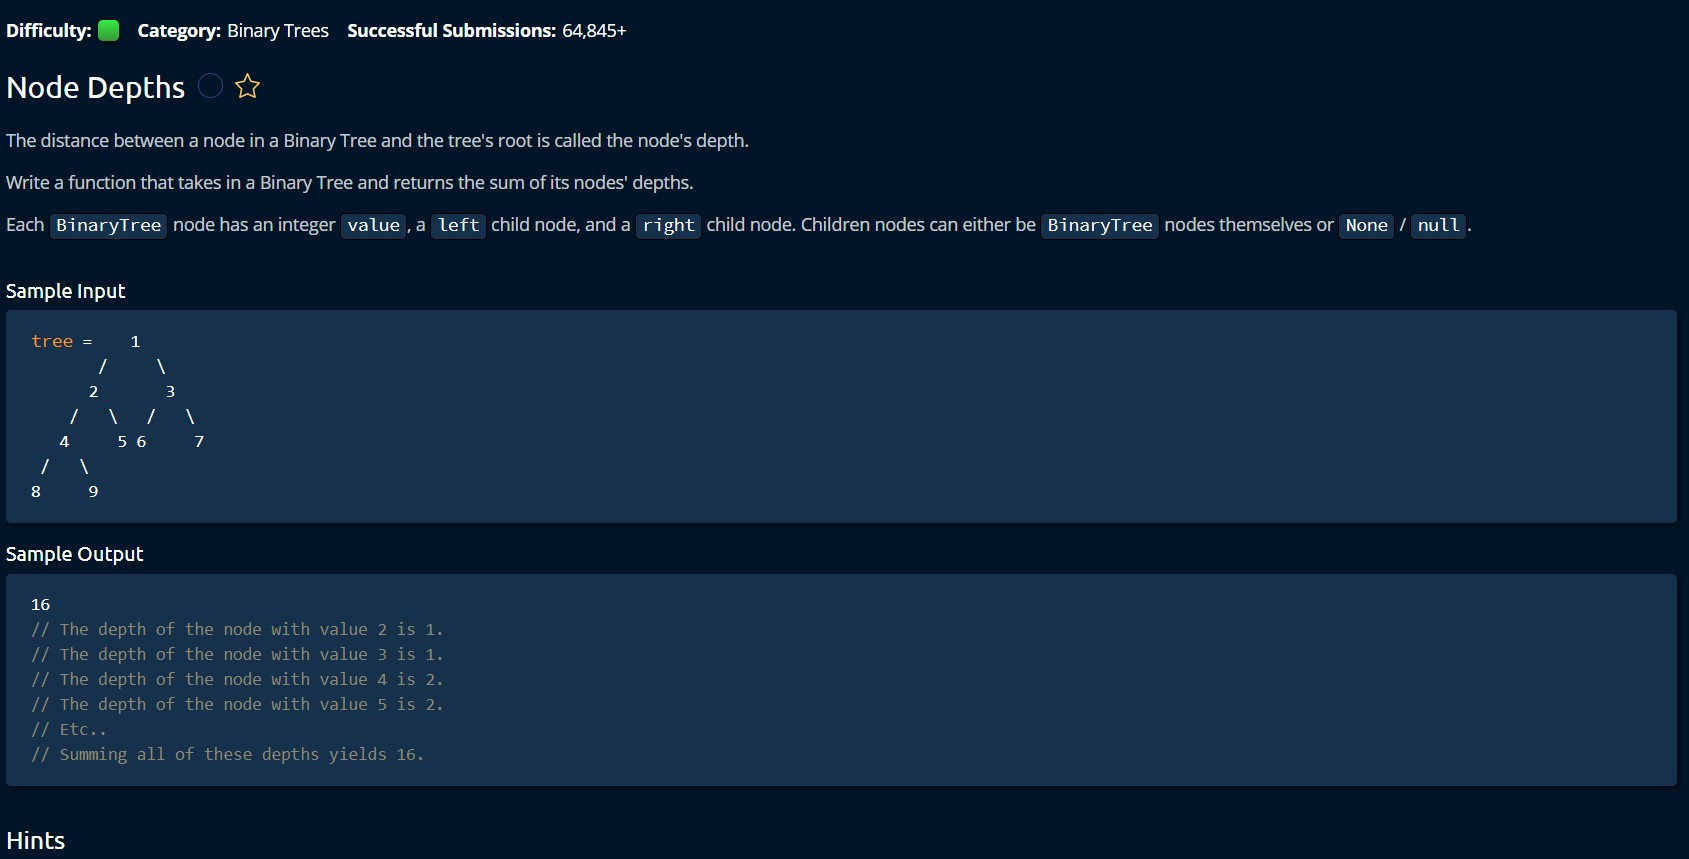 Difficulty: Category: Binary Trees Successful Submissions: 64,845+
Node Depths
The distance between a node in a Binary Tree and the tree's root is called the node's depth.
Write a function that takes in a Binary Tree and returns the sum of its nodes' depths.
Each BinaryTree node has an integer value, a left child node, and a right child node. Children nodes can either be BinaryTree nodes themselves or None / null.
Sample Input
tree =    1
       /     \
      2       3
    /   \   /   \
   4     5 6     7
 /   \
8     9
Sample Output
16
// The depth of the node with value 2 is 1.
// The depth of the node with value 3 is 1.
// The depth of the node with value 4 is 2.
// The depth of the node with value 5 is 2.
// Etc..
// Summing all of these depths yields 16.
Hints